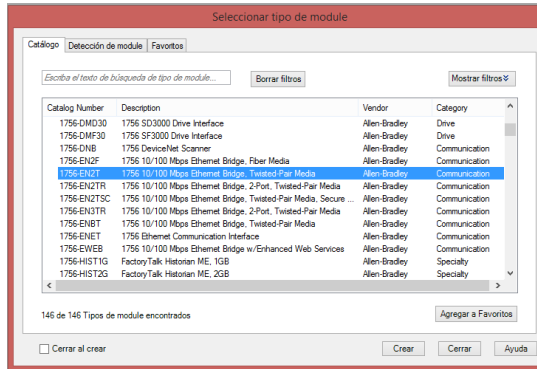 Seleccionar tipo de module
Catálogo Detección de module Favoritos
Escriba el texto de búsqueda de tipo de module... Borrar filtros Mostrar filtros
Catalog Number Description Vendor Category
1756-DMD30 1756 SD3000 Drive Interface Allen-Bradley Drive
1756-DMF30 1756 SF3000 Drive Interface Allen-Bradley Drive
1756-DNB 1756 DeviceNet Scanner Allen-Bradley Communication
1756-EN2F 1756 10/100 Mbps Ethernet Bridge, Fiber Media Allen-Bradley Communication
1756-EN2T 1756 10/100 Mbps Ethernet Bridge, Twisted-Pair Media Allen-Bradley Communication
1756-EN2TR 1756 10/100 Mbps Ethernet Bridge, 2-Port, Twisted-Pair Media Allen-Bradley Communication
1756-EN2TSC 1756 10/100 Mbps Ethernet Bridge, Twisted-Pair Media, Secure ... Allen-Bradley Communication
1756-EN3TR 1756 10/100 Mbps Ethernet Bridge, 2-Port, Twisted-Pair Media Allen-Bradley Communication
1756-ENBT 1756 10/100 Mbps Ethernet Bridge, Twisted-Pair Media Allen-Bradley Communication
1756-ENET 1756 Ethernet Communication Interface Allen-Bradley Communication
1756-EWEB 1756 10/100 Mbps Ethernet Bridge w/Enhanced Web Services Allen-Bradley Communication
1756-HIST1G FactoryTalk Historian ME, 1GB Allen-Bradley Specialty
1756-HIST2G FactoryTalk Historian ME, 2GB Allen-Bradley Specialty
146 de 146 Tipos de module encontrados Agregar a Favoritos
Cerrar al crear Crear Cerrar Ayuda